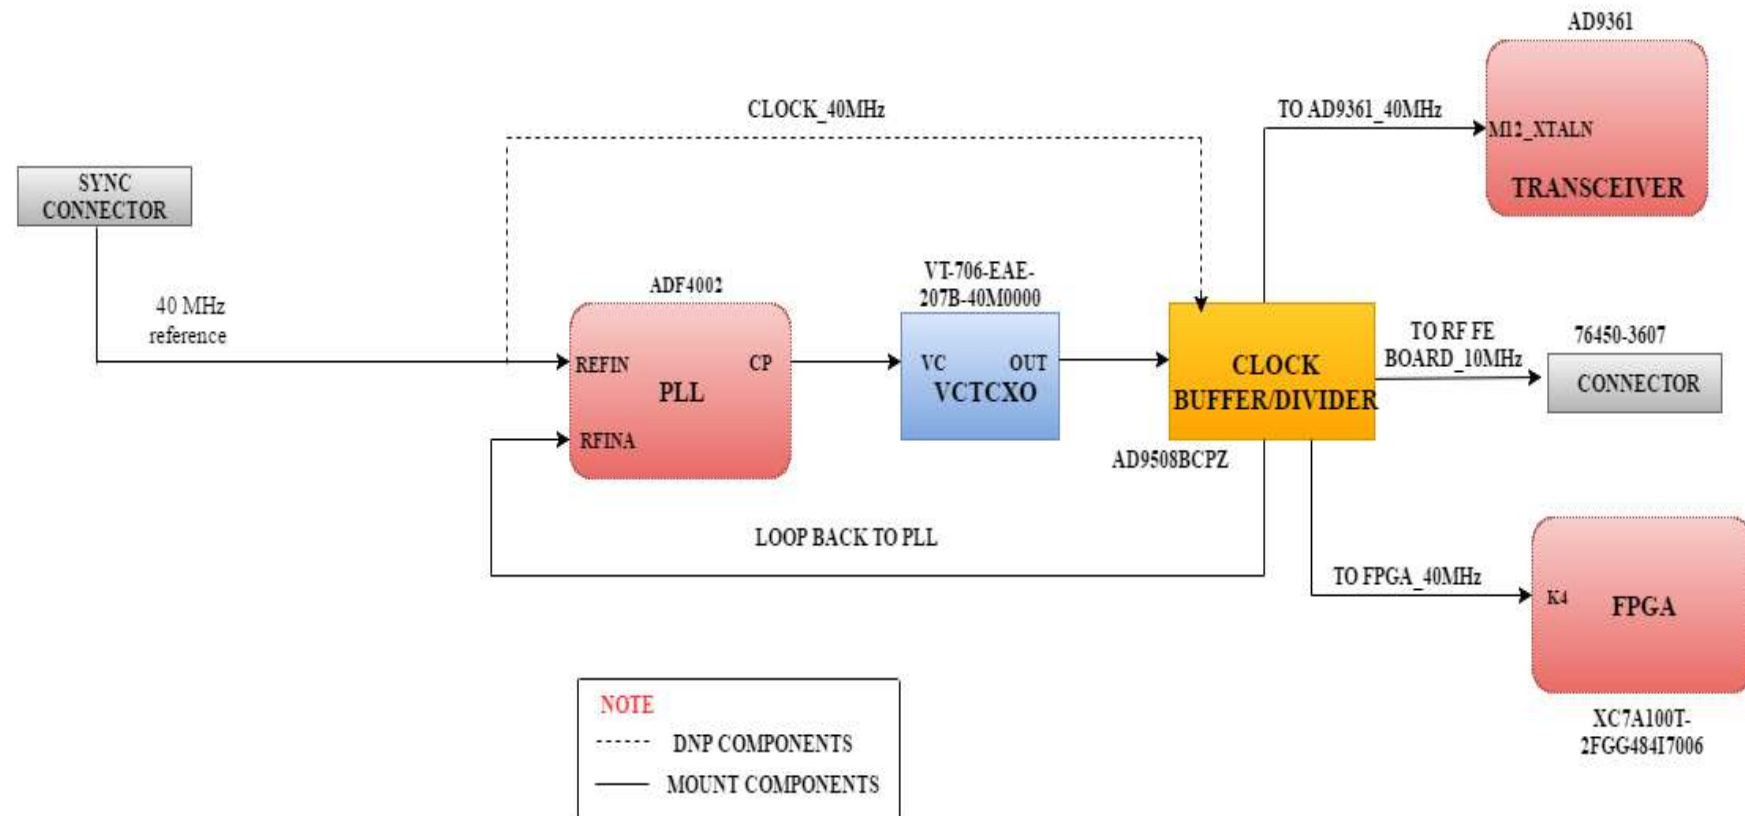 AD9361
CLOCK_40MHz
TO AD9361_40MHz
M12_XTALN
TRANSCEIVER
SYNC
CONNECTOR
40 MHz
reference
ADF4002
REFIN
CP
PLL
RFINA
VT-706-EAE-
207B-40M0000
VC
OUT
VCTCXO
CLOCK
BUFFER/DIVIDER
AD9508BCPZ
TO RF FE
BOARD_10MHz
76450-3607
CONNECTOR
LOOP BACK TO PLL
TO FPGA_40MHz
K4
FPGA
XC7A100T-
2FGG484I7006
NOTE
DNP COMPONENTS
MOUNT COMPONENTS